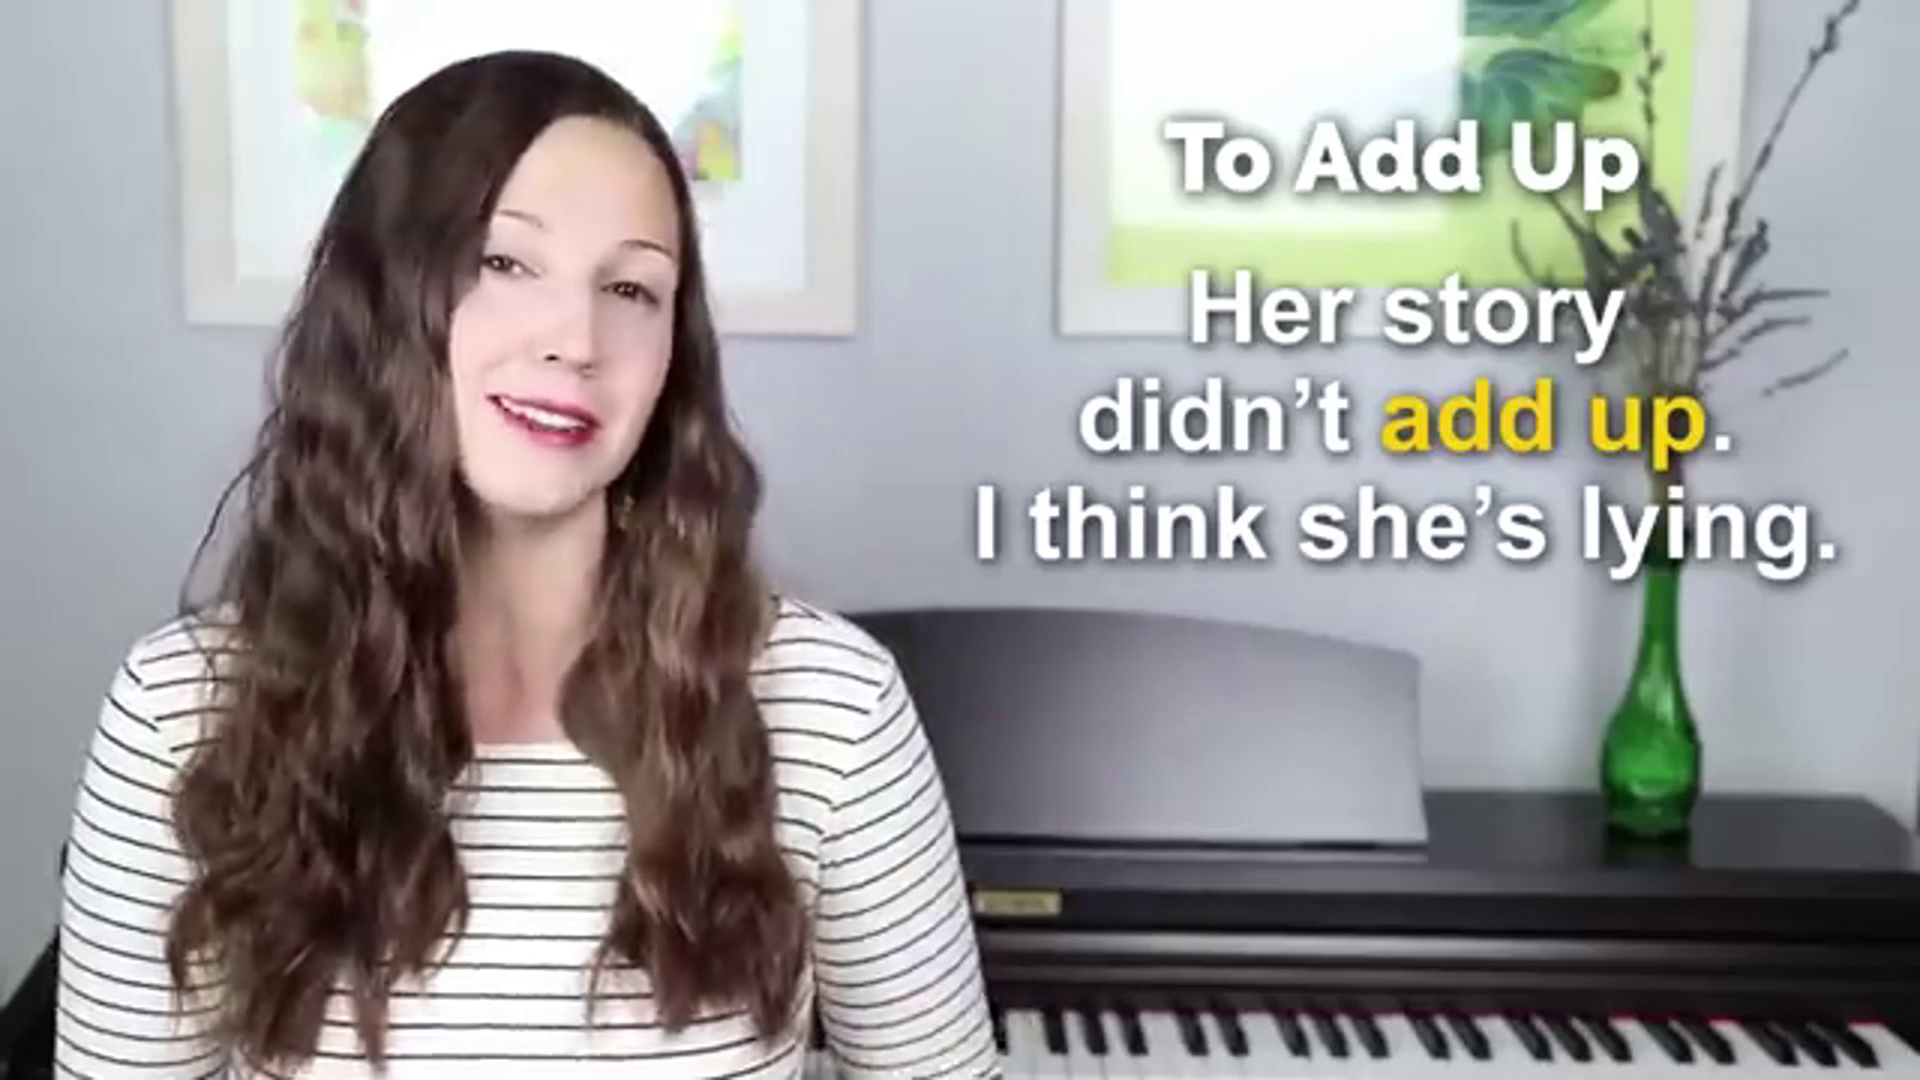 To Add Up
Her story
didn't add up.
I think she's lying.